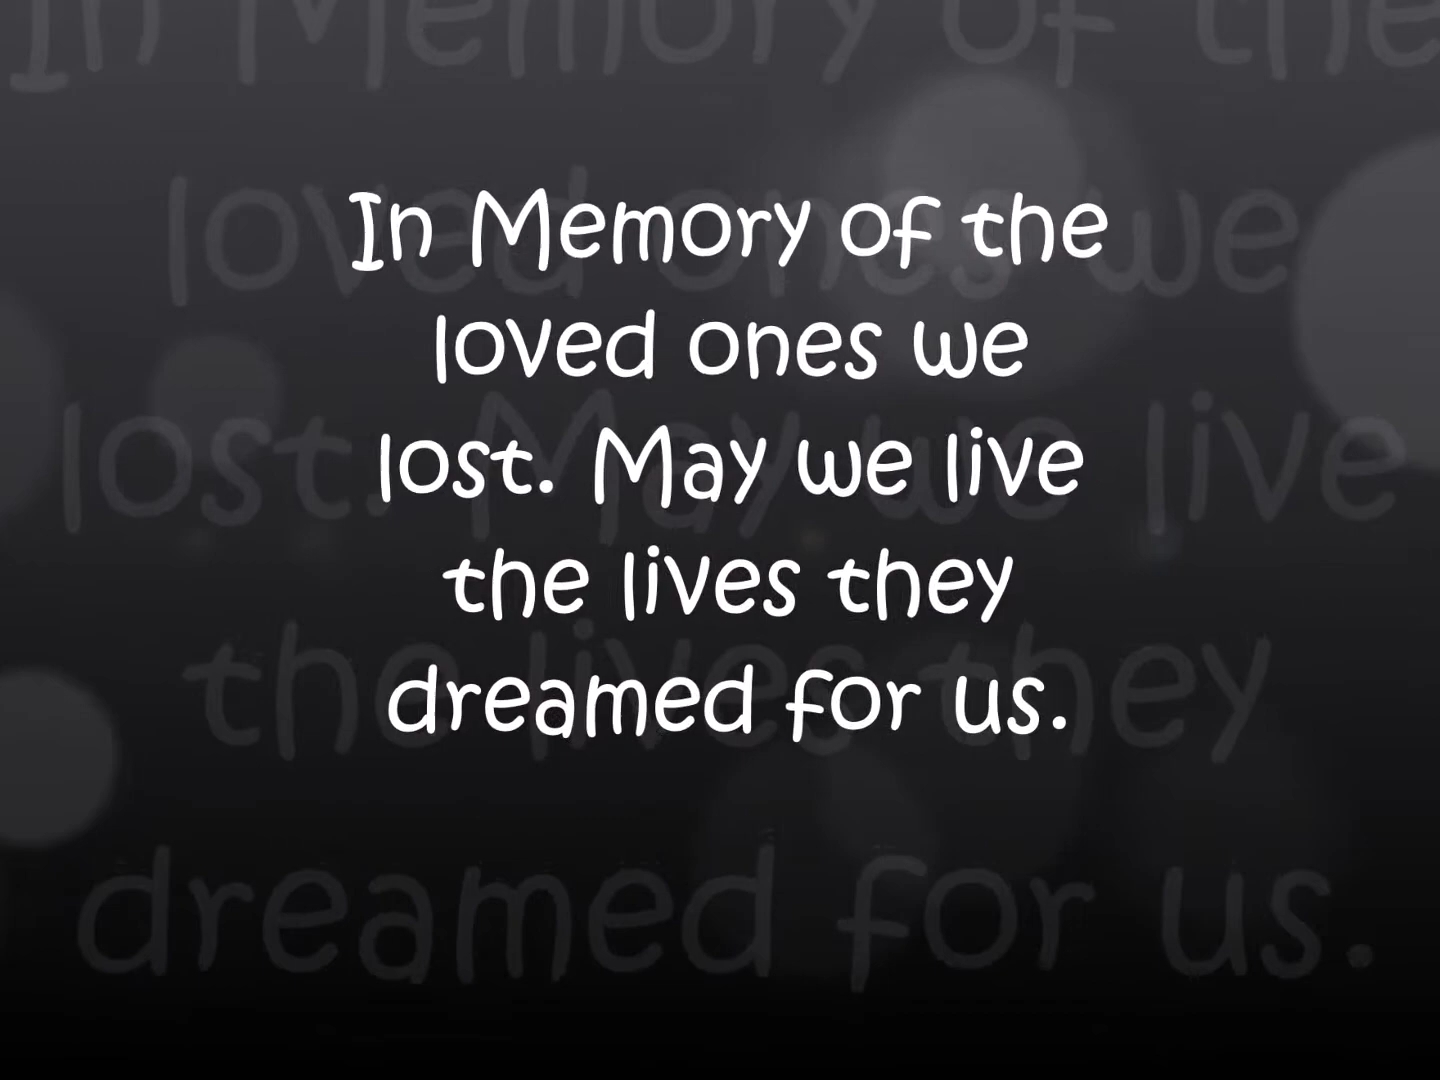 In Memory of the
loved ones we
lost. May we live
the lives they
dreamed for us.